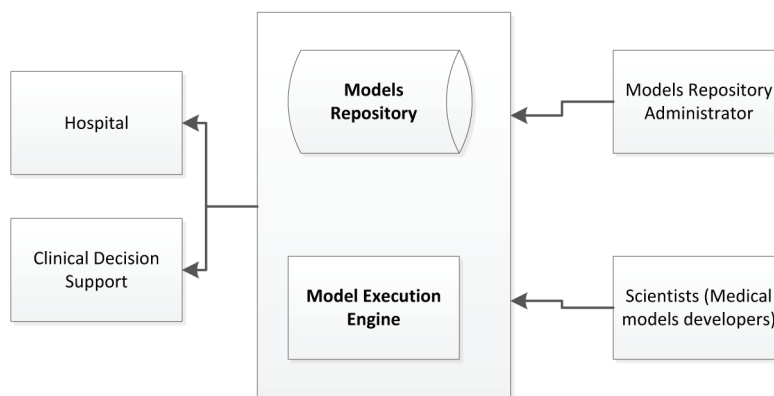 Hospital
Clinical Decision
Support
Models
Repository
Model Execution
Engine
Models Repository
Administrator
Scientists (Medical
models developers)